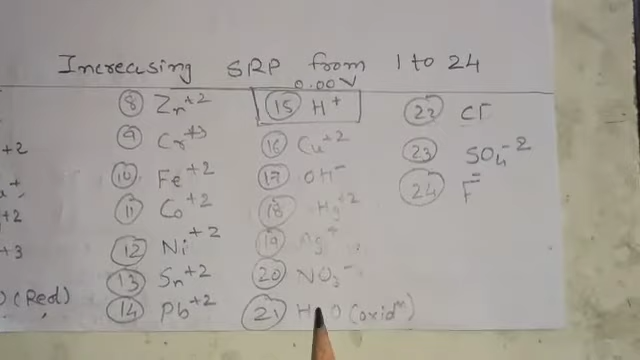 Increasing SRP from 1 to 24
0.00V
+2
+
+2
+3
(Red)
8 Zn+2
9 Cr+3
10 Fe+2
11 Co+2
12 Ni+2
13 Sn+2
14 Pb+2
15 H+
16 Cu+2
17 OH-
18 Hg+2
19 Ag+
20 NO3-
21 (oxidn)
22 Cl-
23 SO4-2
24 F-